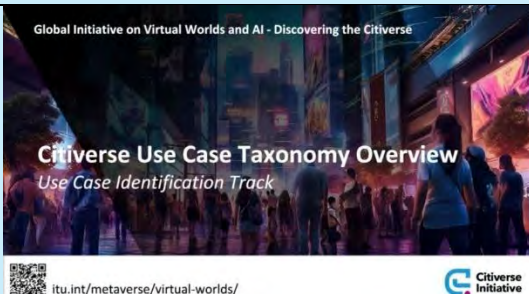 Global Initiative on Virtual Worlds and AI - Discovering the Citiverse
Citiverse Use Case Taxonomy Overview
Use Case Identification Track
itu.int/metaverse/virtual-worlds/
Citiverse
Initiative